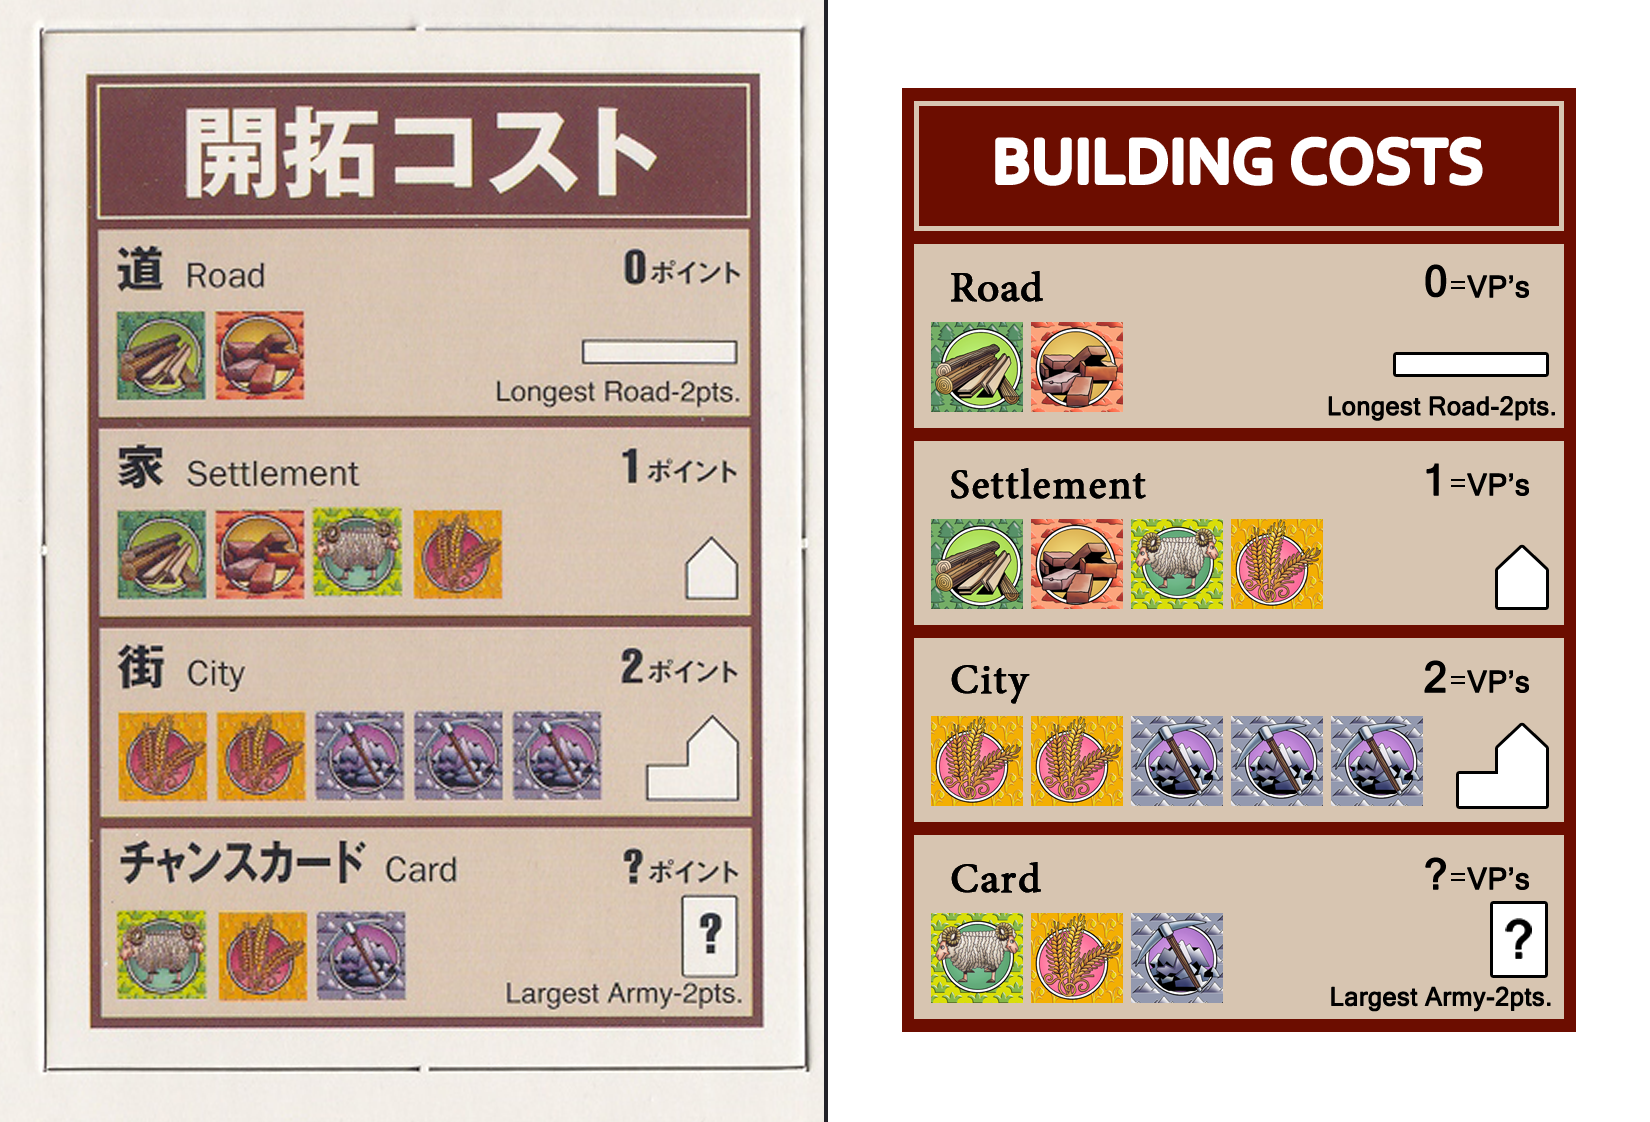 開拓コスト
道 Road 0ポイント
Longest Road-2pts.
家 Settlement 1ポイント
街 City 2ポイント
チャンスカード Card ?ポイント
?
Largest Army-2pts.
BUILDING COSTS
Road 0=VP's
Longest Road-2pts.
Settlement 1=VP's
City 2=VP's
Card ?=VP's
?
Largest Army-2pts.